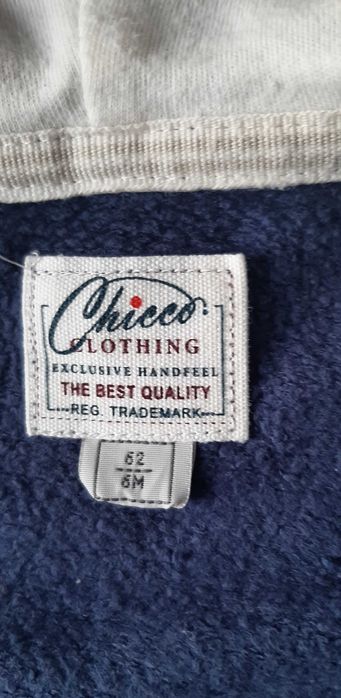 Chicco
CLOTHING
EXCLUSIVE HANDFEEL
THE BEST QUALITY
REG. TRADEMARK
62
6M